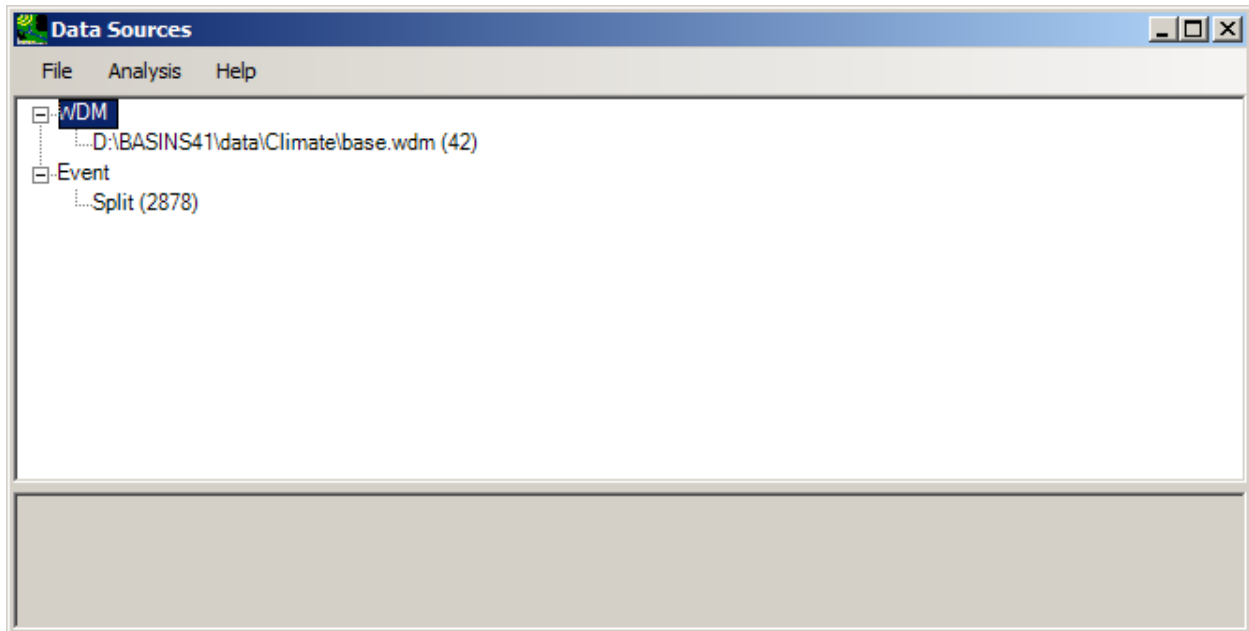 Data Sources
File Analysis Help
WDM
D:\BASINS41\data\Climate\base.wdm (42)
Event
Split (2878)